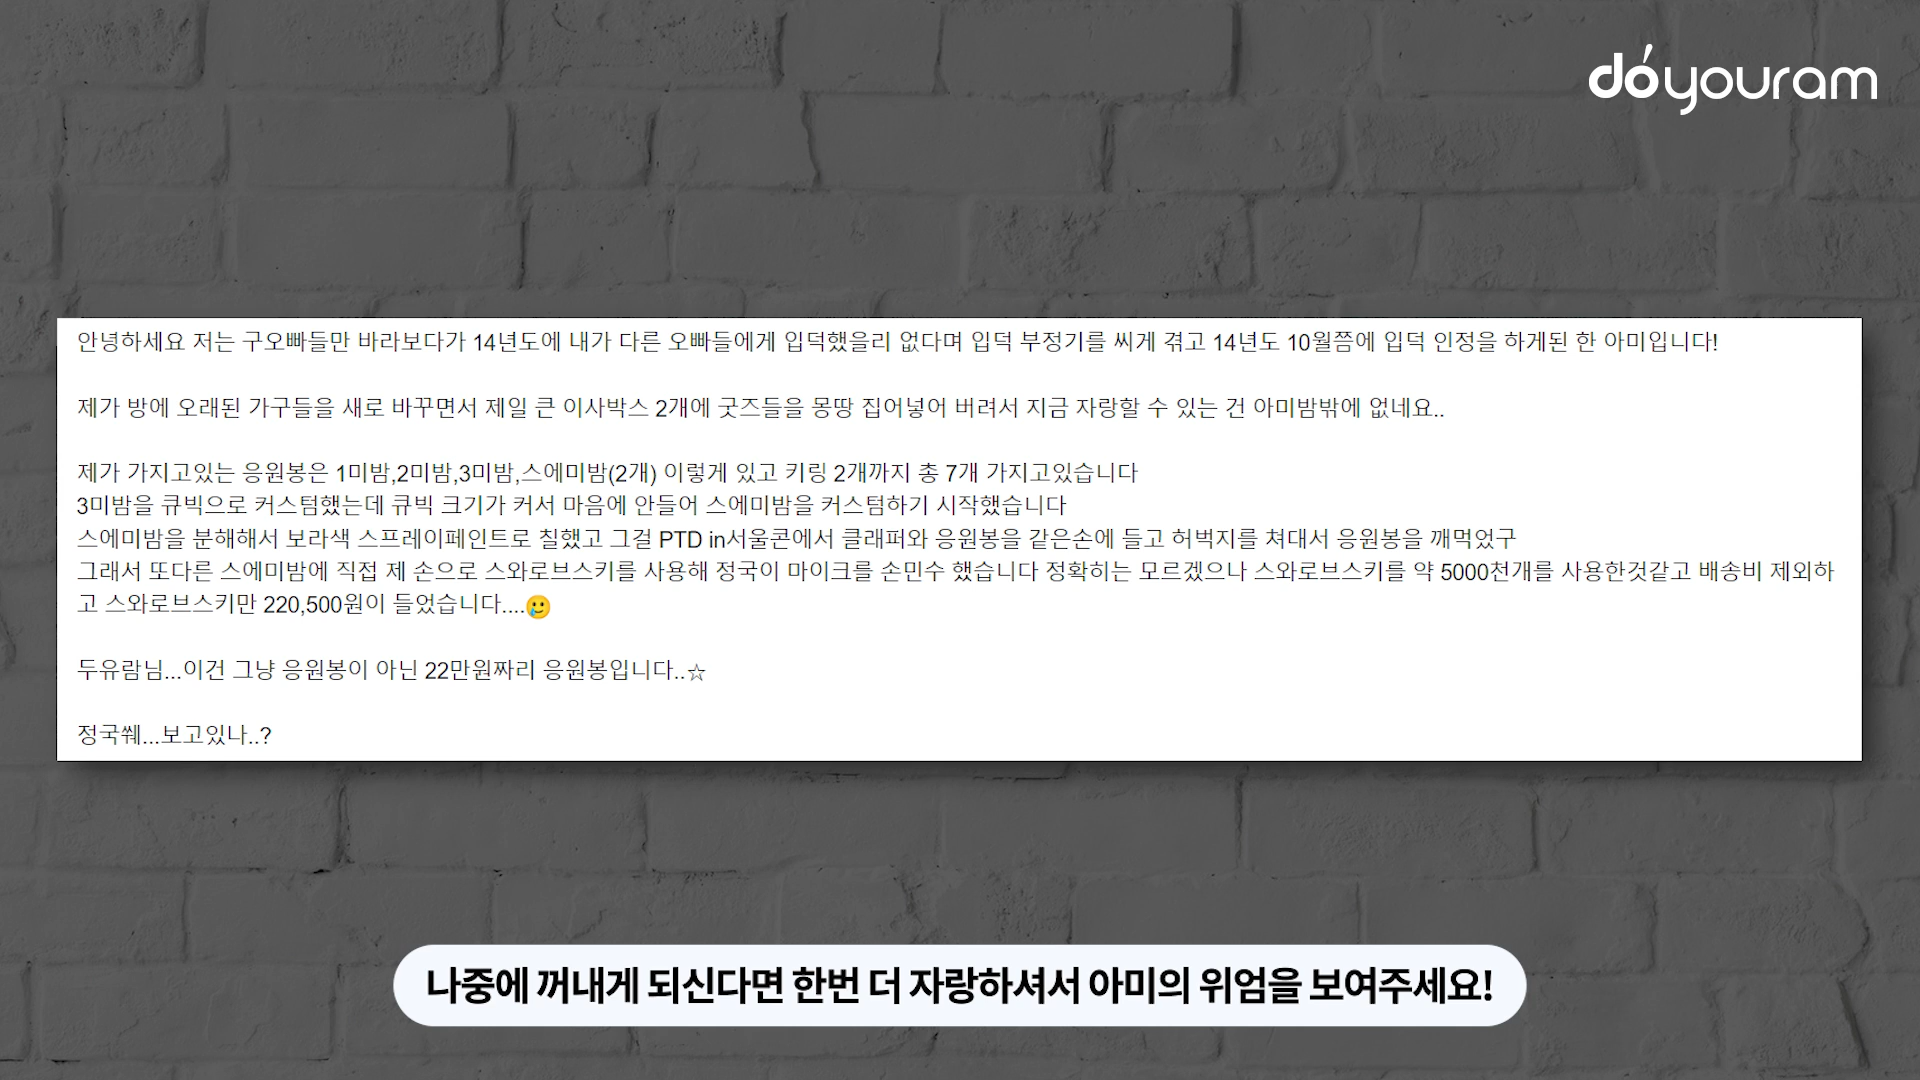 dóyouram
안녕하세요 저는 구오빠들만 바라보다가 14년도에 내가 다른 오빠들에게 입덕했을리 없다며 입덕 부정기를 씨게 겪고 14년도 10월쯤에 입덕 인정을 하게된 한 아미입니다!
제가 방에 오래된 가구들을 새로 바꾸면서 제일 큰 이사박스 2개에 굿즈들을 몽땅 집어넣어 버려서 지금 자랑할 수 있는 건 아미밤밖에 없네요..
제가 가지고있는 응원봉은 1미밤,2미밤,3미밤,스에미밤(2개) 이렇게 있고 키링 2개까지 총 7개 가지고있습니다
3미밤을 큐빅으로 커스텀했는데 큐빅 크기가 커서 마음에 안들어 스에미밤을 커스텀하기 시작했습니다
스에미밤을 분해해서 보라색 스프레이페인트로 칠했고 그걸 PTD in서울콘에서 클래퍼와 응원봉을 같은손에 들고 허벅지를 쳐대서 응원봉을 깨먹었구
그래서 또다른 스에미밤에 직접 제 손으로 스와로브스키를 사용해 정국이 마이크를 손민수 했습니다 정확히는 모르겠으나 스와로브스키를 약 5000천개를 사용한것같고 배송비 제외하
고 스와로브스키만 220,500원이 들었습니다....🥲
두유람님...이건 그냥 응원봉이 아닌 22만원짜리 응원봉입니다..☆
정국쒜...보고있나..?
나중에 꺼내게 되신다면 한번 더 자랑하셔서 아미의 위엄을 보여주세요!